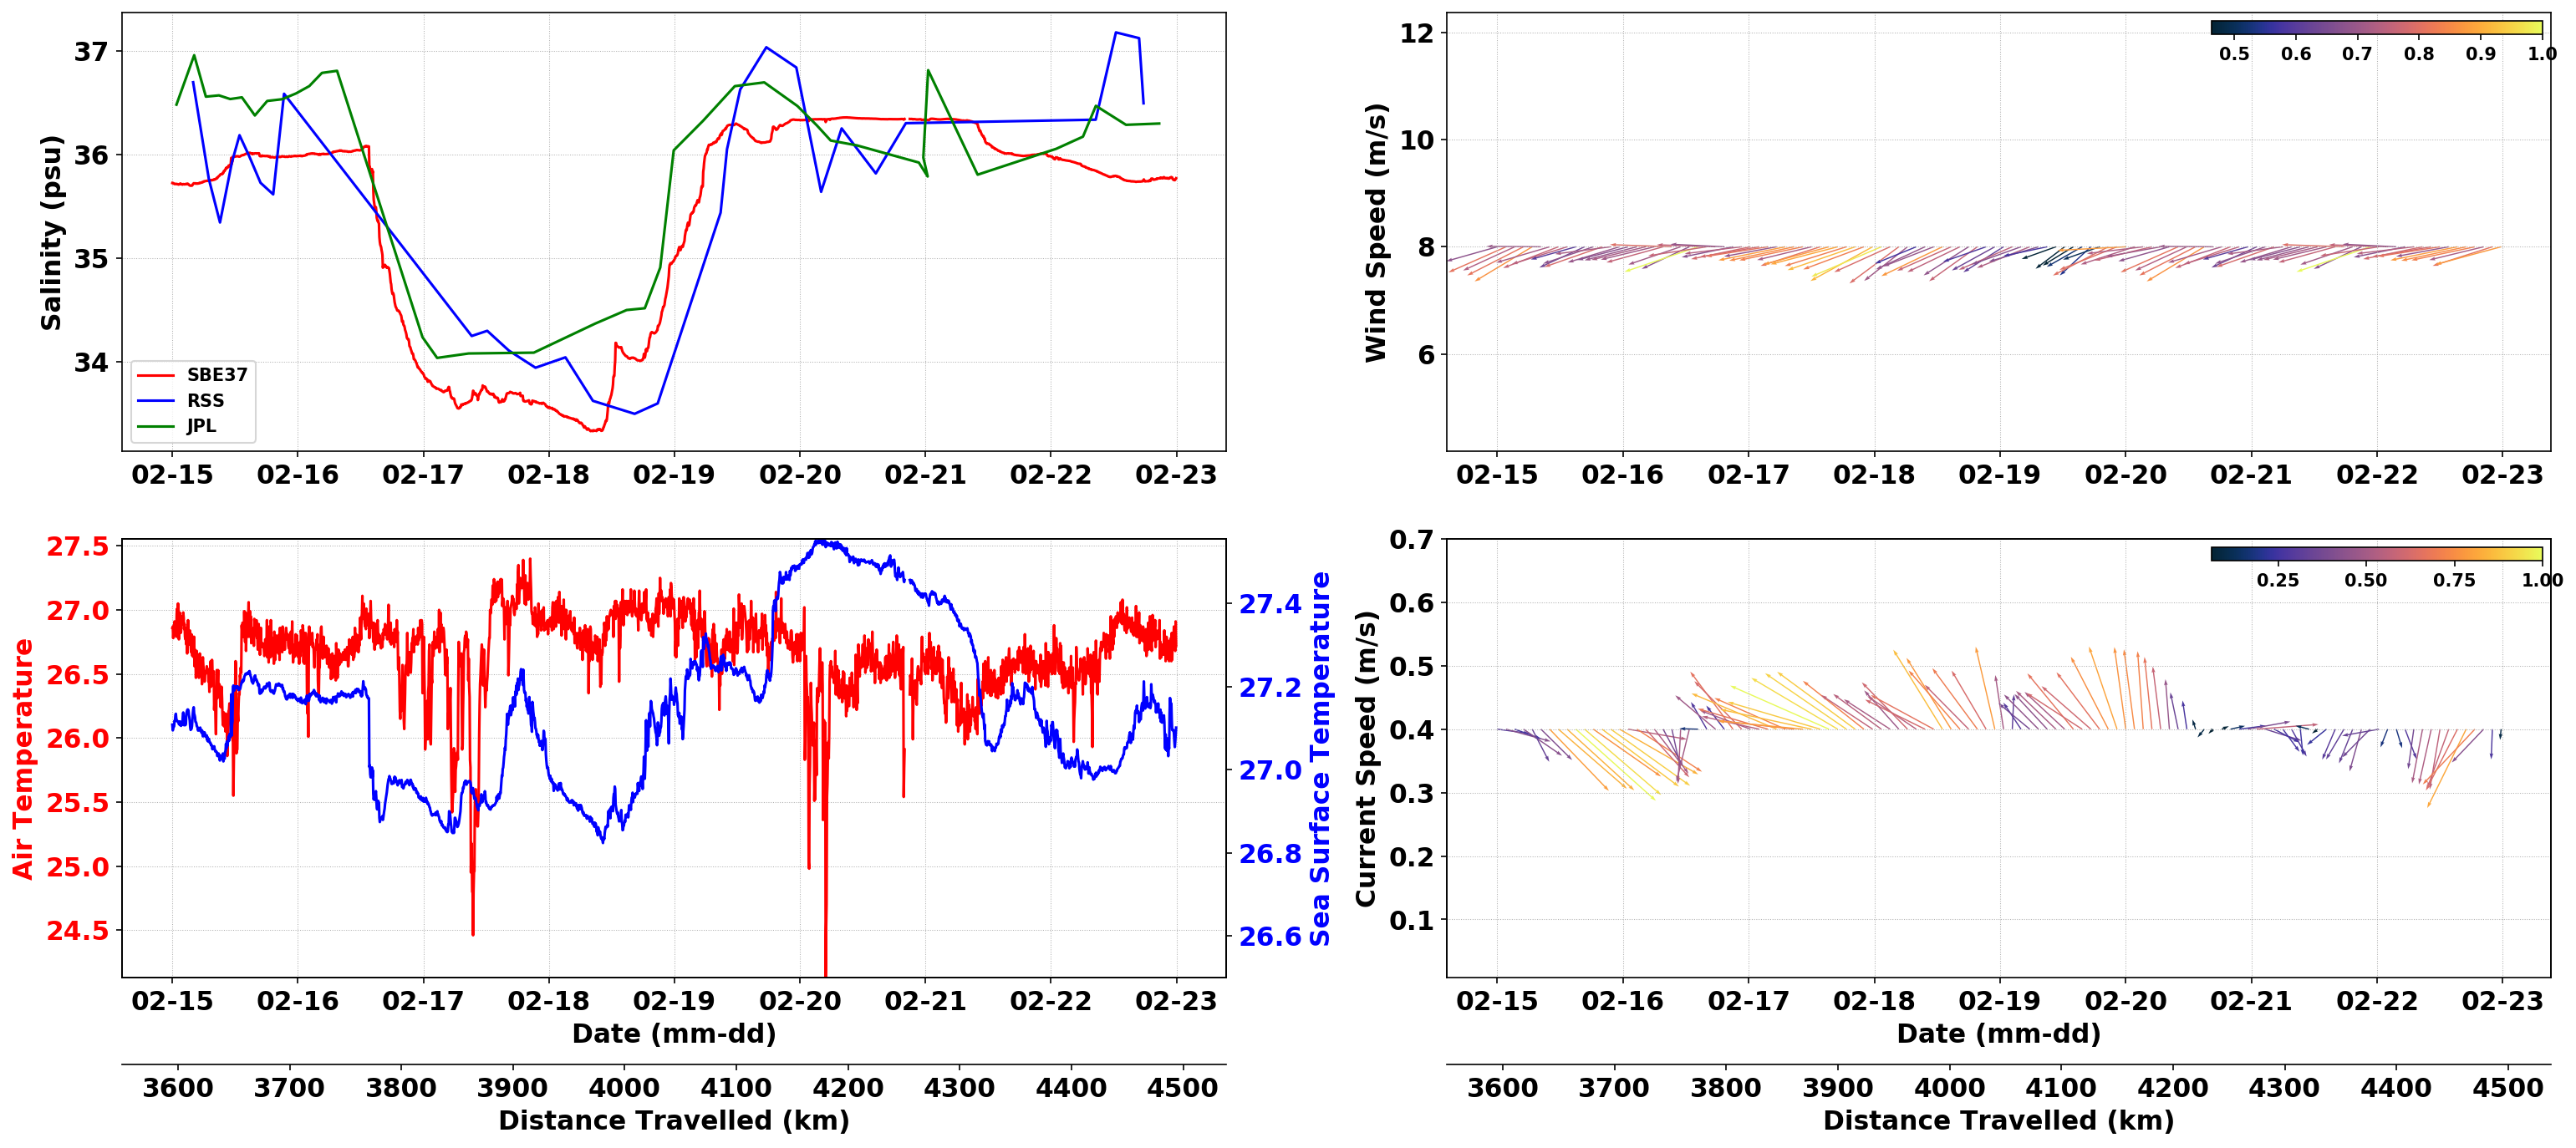 37
36
35
34
Salinity (psu)
SBE37
RSS
JPL
02-15 02-16 02-17 02-18 02-19 02-20 02-21 02-22 02-23
12
10
8
6
Wind Speed (m/s)
0.5 0.6 0.7 0.8 0.9 1.0
02-15 02-16 02-17 02-18 02-19 02-20 02-21 02-22 02-23
27.5
27.0
26.5
26.0
25.5
25.0
24.5
Air Temperature
27.4
27.2
27.0
26.8
26.6
Sea Surface Temperature
02-15 02-16 02-17 02-18 02-19 02-20 02-21 02-22 02-23
Date (mm-dd)
3600 3700 3800 3900 4000 4100 4200 4300 4400 4500
Distance Travelled (km)
0.7
0.6
0.5
0.4
0.3
0.2
0.1
Current Speed (m/s)
0.25 0.50 0.75 1.00
02-15 02-16 02-17 02-18 02-19 02-20 02-21 02-22 02-23
Date (mm-dd)
3600 3700 3800 3900 4000 4100 4200 4300 4400 4500
Distance Travelled (km)